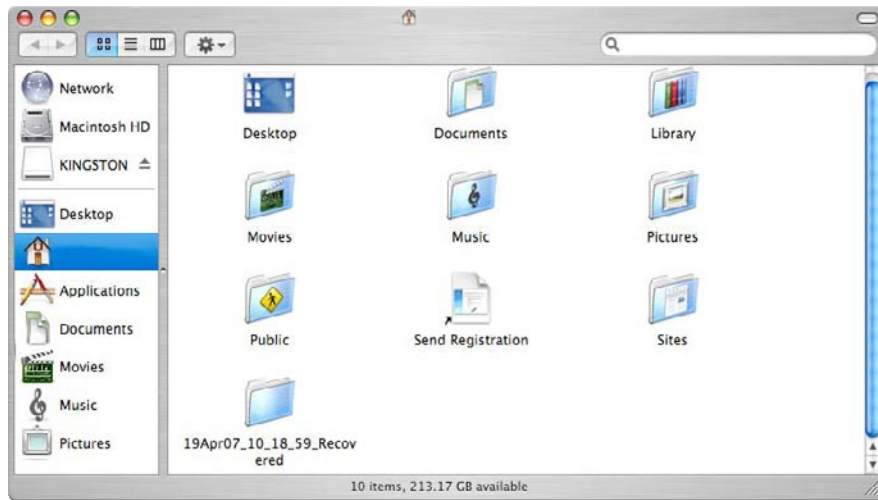 Network
Macintosh HD
KINGSTON
Desktop
Applications
Documents
Movies
Music
Pictures
Desktop
Documents
Library
Movies
Music
Pictures
Public
Send Registration
Sites
19Apr07_10_18_59_Recov
ered
10 items, 213.17 GB available